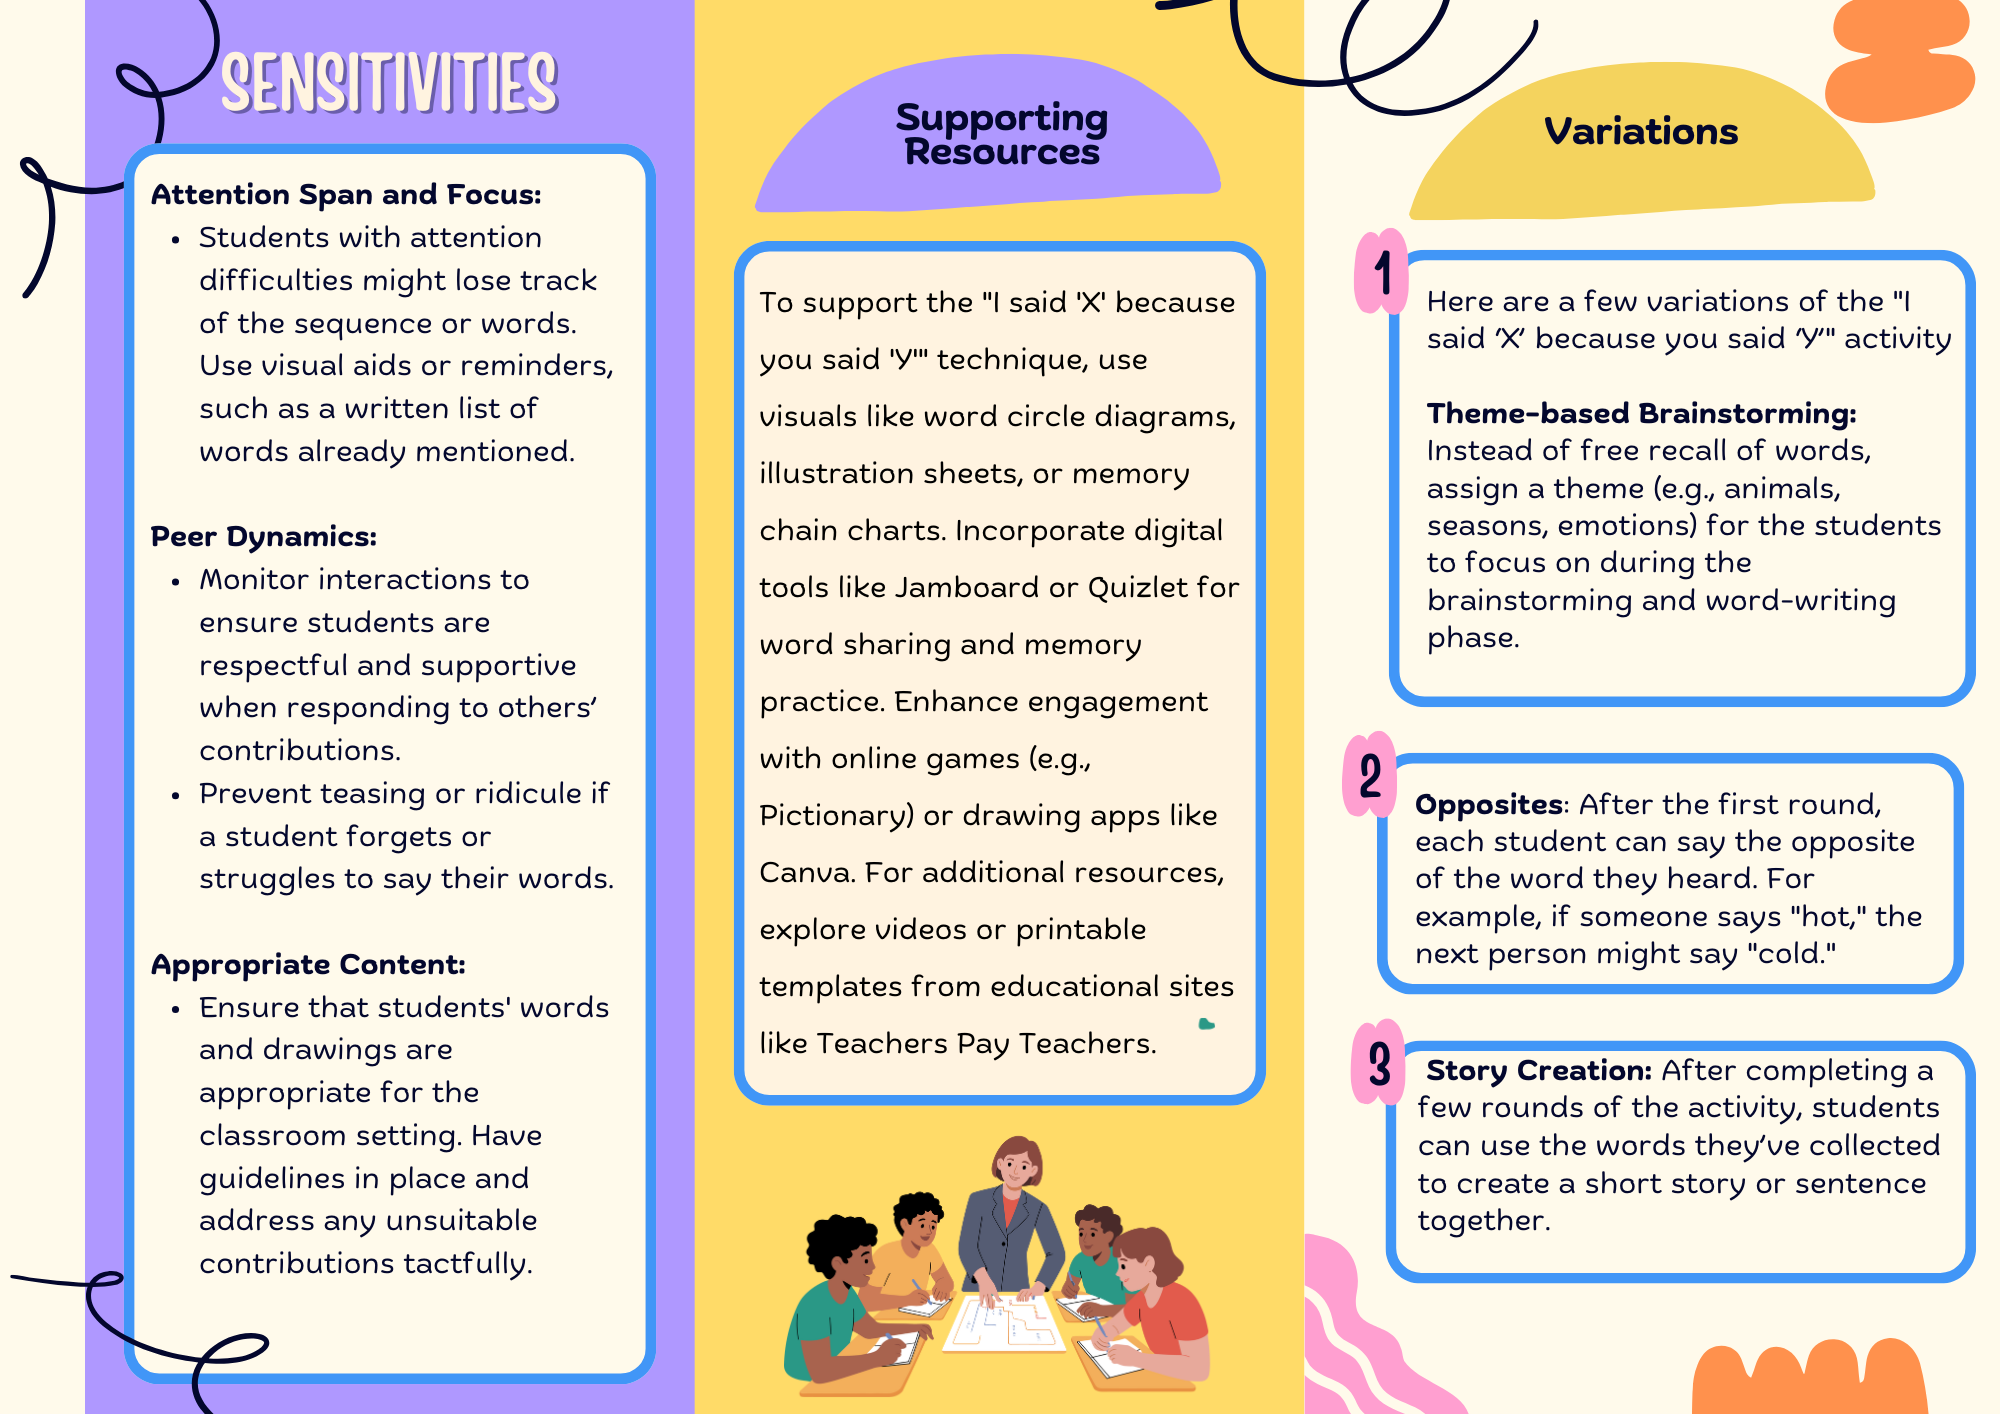 SENSITIVITIES
Attention Span and Focus:
• Students with attention
difficulties might lose track
of the sequence or words.
Use visual aids or reminders,
such as a written list of
words already mentioned.
Peer Dynamics:
• Monitor interactions to
ensure students are
respectful and supportive
when responding to others’
contributions.
• Prevent teasing or ridicule if
a student forgets or
struggles to say their words.
Appropriate Content:
• Ensure that students' words
and drawings are
appropriate for the
classroom setting. Have
guidelines in place and
address any unsuitable
contributions tactfully.
Supporting
Resources
To support the "I said 'X' because
you said 'Y'" technique, use
visuals like word circle diagrams,
illustration sheets, or memory
chain charts. Incorporate digital
tools like Jamboard or Quizlet for
word sharing and memory
practice. Enhance engagement
with online games (e.g.,
Pictionary) or drawing apps like
Canva. For additional resources,
explore videos or printable
templates from educational sites
like Teachers Pay Teachers.
Variations
1
Here are a few variations of the "I
said ‘X’ because you said ‘Y’" activity
Theme-based Brainstorming:
Instead of free recall of words,
assign a theme (e.g., animals,
seasons, emotions) for the students
to focus on during the
brainstorming and word-writing
phase.
2
Opposites: After the first round,
each student can say the opposite
of the word they heard. For
example, if someone says "hot," the
next person might say "cold."
3
Story Creation: After completing a
few rounds of the activity, students
can use the words they’ve collected
to create a short story or sentence
together.